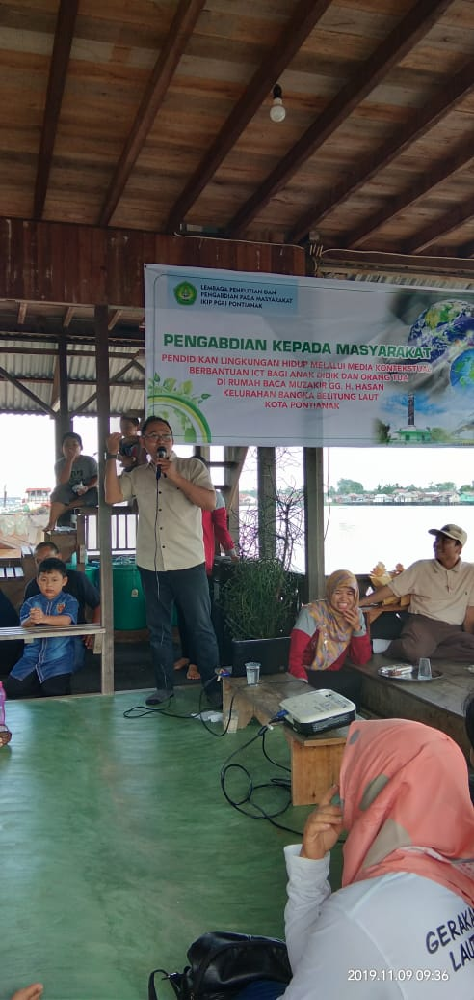 LEMBAGA PENELITIAN DAN
PENGABDIAN PADA MASYARAKAT
IKIP PGRI PONTIANAK
PENGABDIAN KEPADA MASYARAKAT
PENDIDIKAN LINGKUNGAN HIDUP MELALUI MEDIA KONTEKSTUAL
BERBANTUAN ICT BAGI ANAK DIDIK DAN ORANG TUA
DI RUMAH BACA MUZAKIR GG. H. HASAN
KELURAHAN BANGKA BELITUNG LAUT
KOTA PONTIANAK
GERAKA
LAUT
2019.11.09 09:36